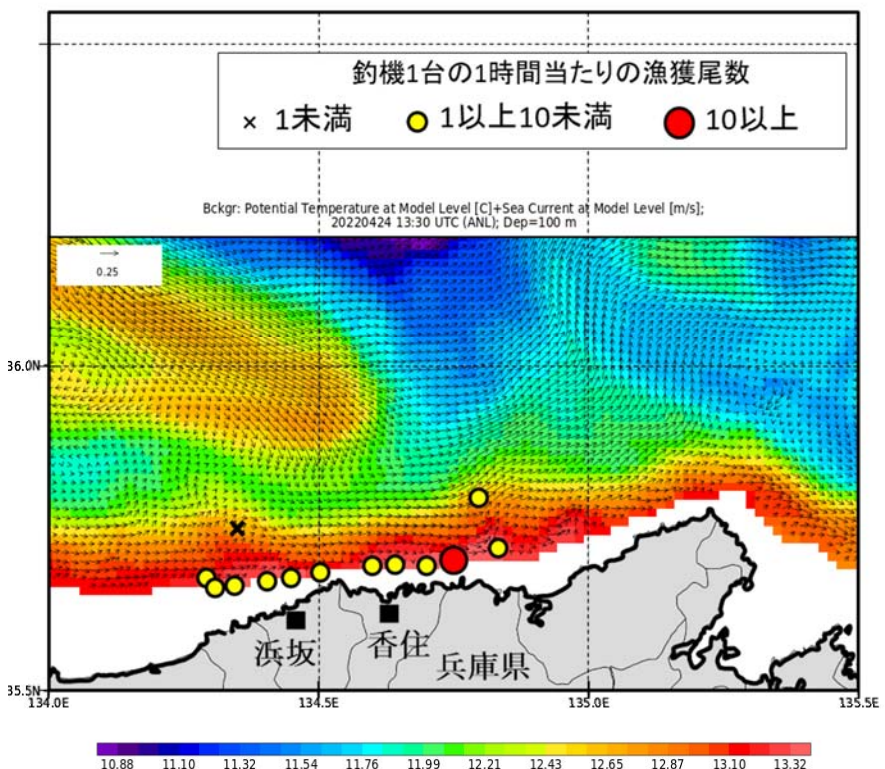 釣機1台の1時間当たりの漁獲尾数
× 1未満 1以上10未満 10以上
Bckgr: Potential Temperature at Model Level [C]+Sea Current at Model Level [m/s];
20220424 13:30 UTC (ANL); Dep=100 m
0.25
36.0N
浜坂
香住
兵庫県
35.5N
134.0E 134.5E 135.0E 135.5E
10.88 11.10 11.32 11.54 11.76 11.99 12.21 12.43 12.65 12.87 13.10 13.32